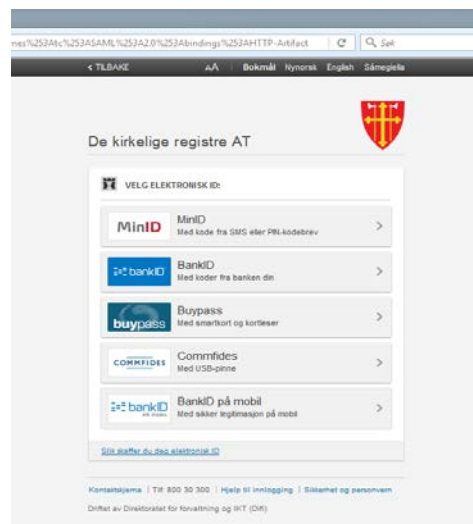 nes%253Atc%253ASAML%253A2.0%253Abindings%253AHTTP-Artifact
Søk
< TILBAKE AA Bokmål Nynorsk English Sámegiella
De kirkelige registre AT
VELG ELEKTRONISK ID:
MinID
MinID
Med kode fra SMS eller PIN-kodebrev
bankID
BankID
Med koder fra banken din
buypass
Buypass
Med smartkort og kortleser
COMMFIDES
Commfides
Med USB-pinne
bankID
BankID på mobil
Med sikker legitimasjon på mobil
Slik skaffer du deg elektronisk ID
Kontaktskjema | Tlf: 800 30 300 | Hjelp til innlogging | Sikkerhet og personvern
Driftet av Direktoratet for forvaltning og IKT (Difi)